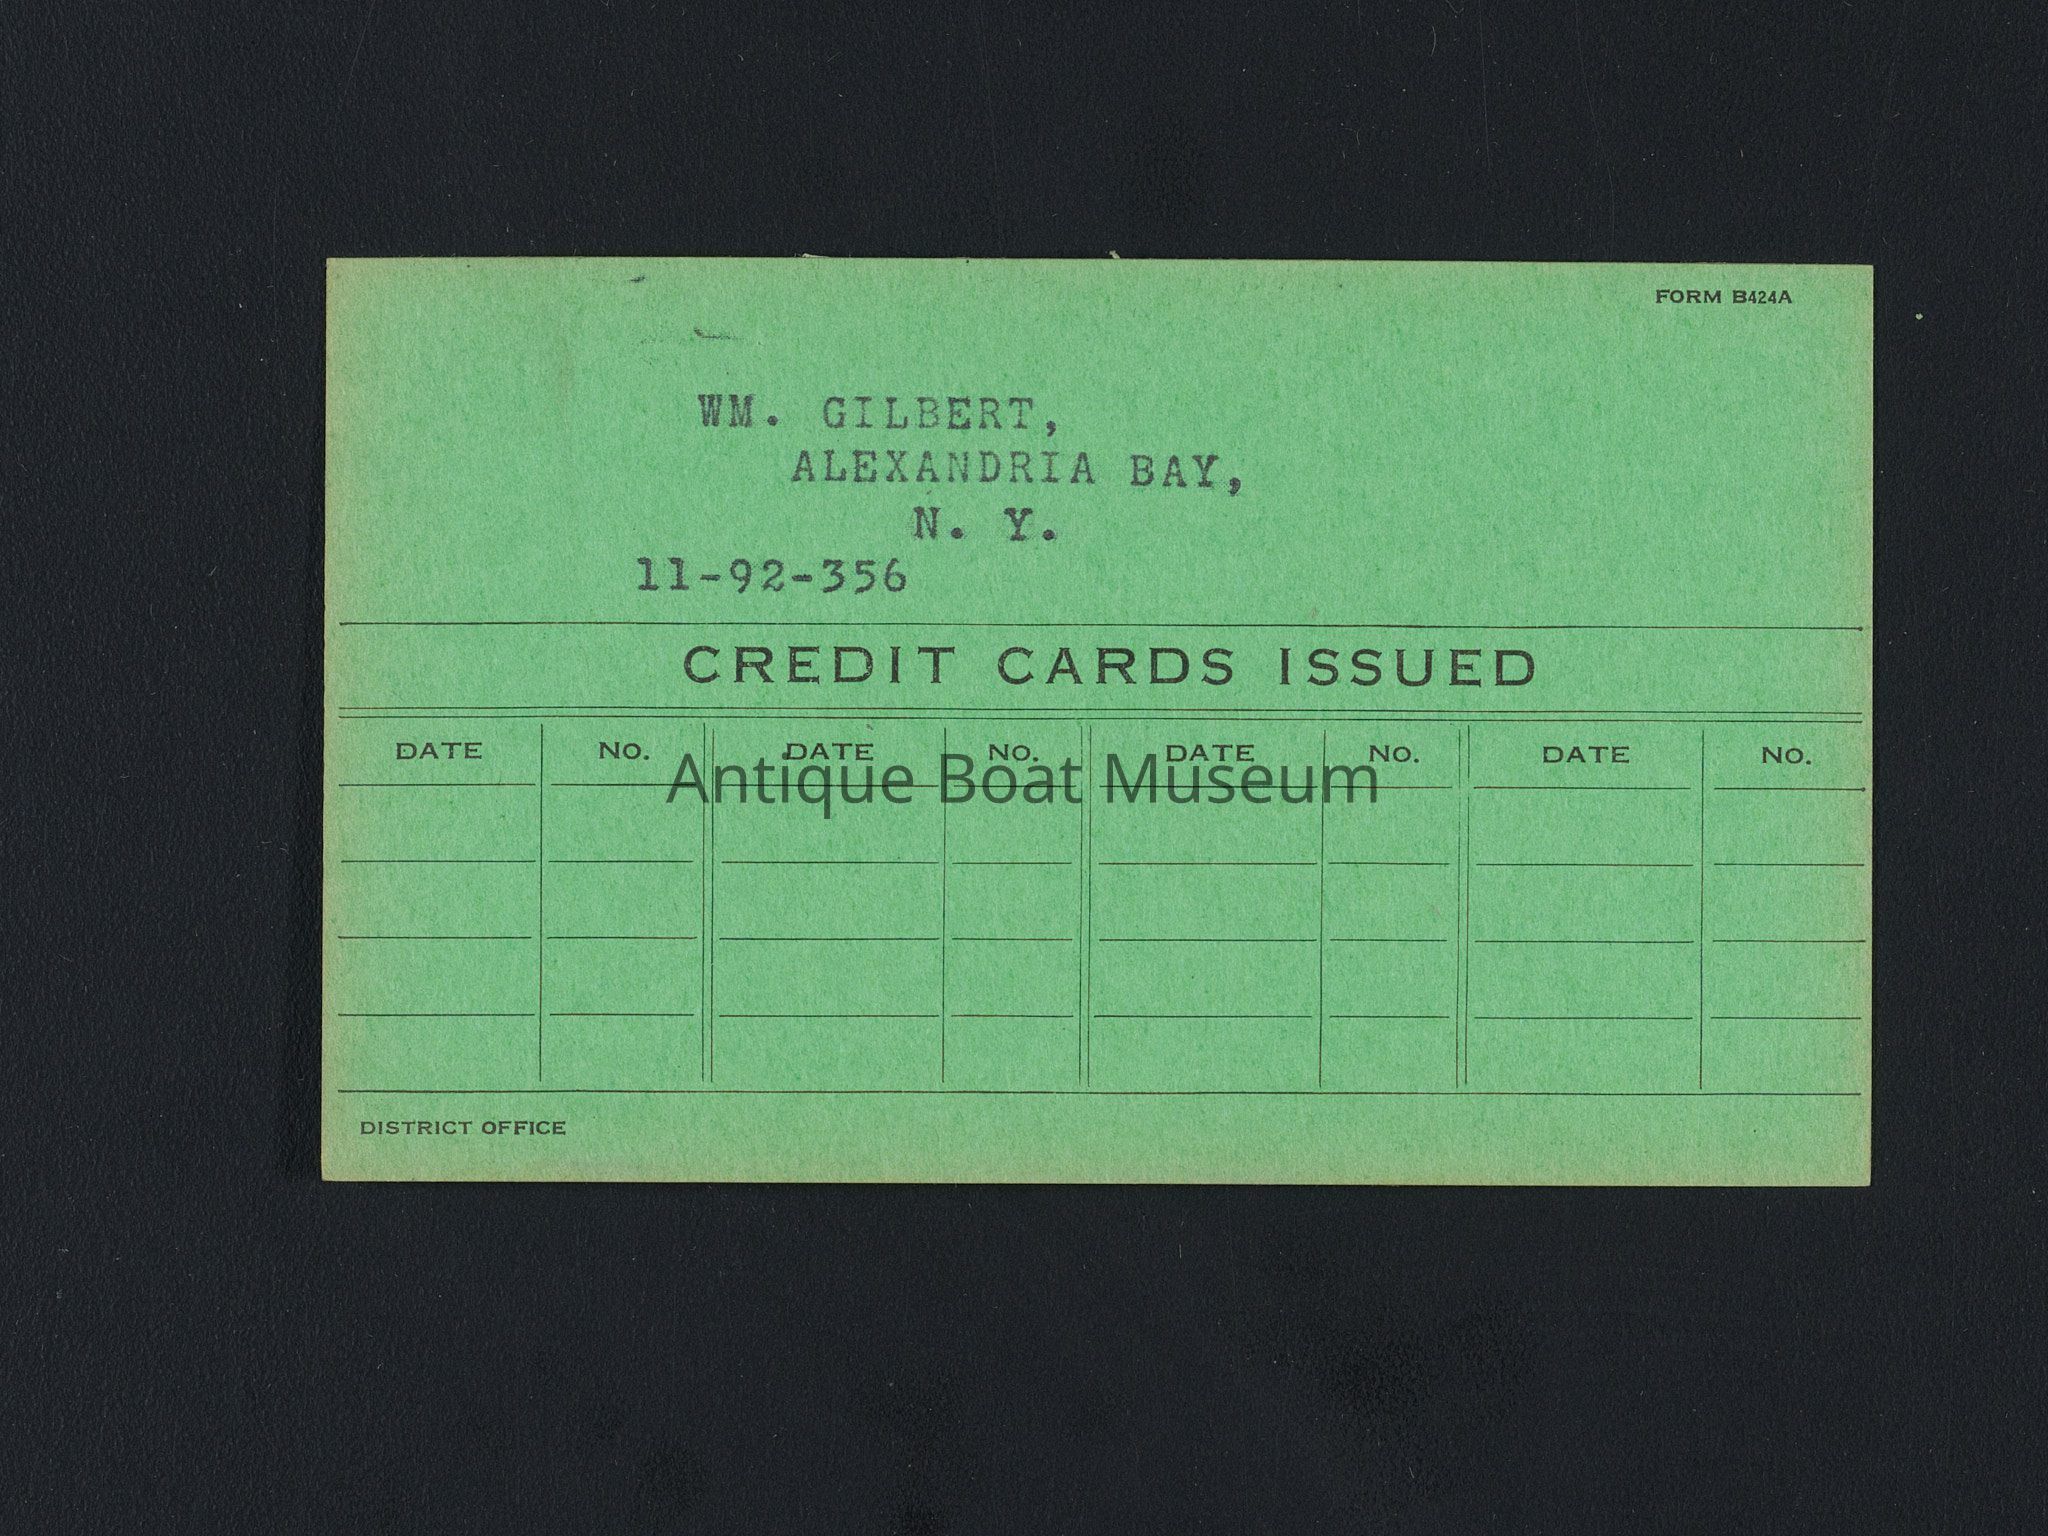 FORM B424A
WM. GILBERT,
ALEXANDRIA BAY,
N. Y.
11-92-356
CREDIT CARDS ISSUED
DATE NO. DATE NO. DATE NO. DATE NO.
Antique Boat Museum
DISTRICT OFFICE